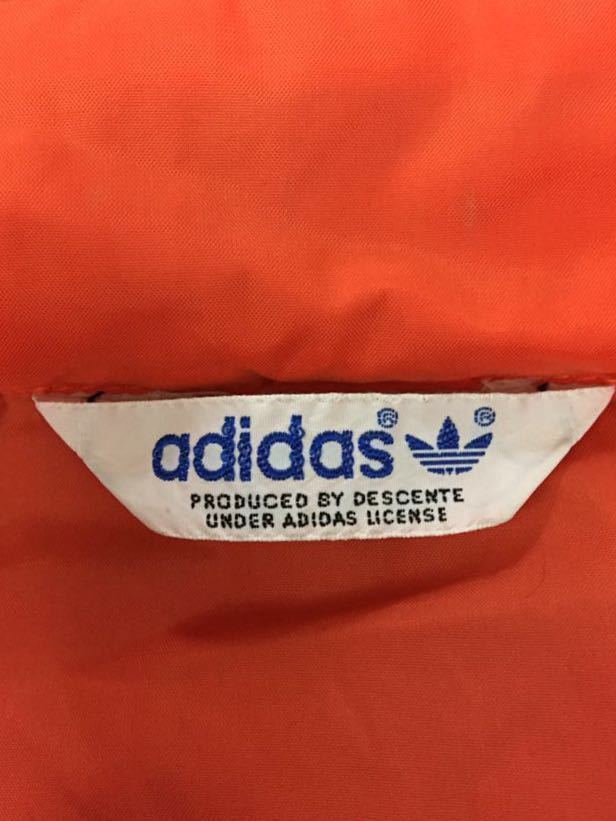 adidas® ®
PRODUCED BY DESCENTE
UNDER ADIDAS LICENSE